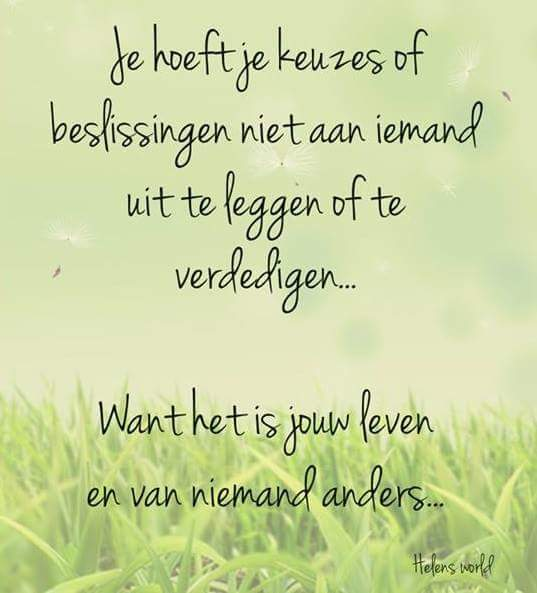 Je hoeft je keuzes of
beslissingen niet aan iemand
uit te leggen of te
verdedigen...
Want het is jouw leven
en van niemand anders...
Helens world